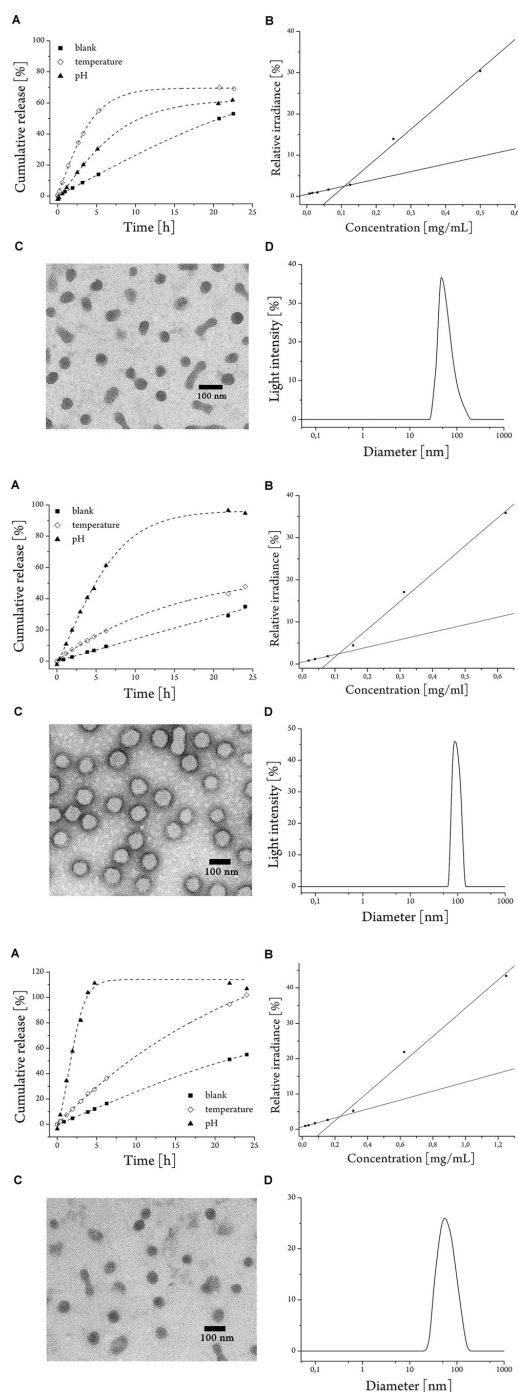 A
blank
temperature
pH
Cumulative release [%]
100
80
60
40
20
0
0 5 10 15 20 25
Time [h]
B
Relative irradiance [%]
40
30
20
10
0
0,0 0,1 0,2 0,3 0,4 0,5 0,6
Concentration [mg/mL]
C
100 nm
D
Light intensity [%]
40
30
20
10
0
0,1 1 10 100 1000
Diameter [nm]
A
blank
temperature
pH
Cumulative release [%]
100
80
60
40
20
0
0 5 10 15 20 25
Time [h]
B
Relative irradiance [%]
40
30
20
10
0
0,0 0,1 0,2 0,3 0,4 0,5 0,6
Concentration [mg/ml]
C
100 nm
D
Light intensity [%]
50
40
30
20
10
0
0,1 1 10 100 1000
Diameter [nm]
A
Cumulative release [%]
120
100
80
60
40
20
0
blank
temperature
pH
0 5 10 15 20 25
Time [h]
B
Relative irradiance [%]
40
30
20
10
0
0,0 0,2 0,4 0,6 0,8 1,0 1,2
Concentration [mg/mL]
C
100 nm
D
Light intensity [%]
30
20
10
0
0,1 1 10 100 1000
Diameter [nm]